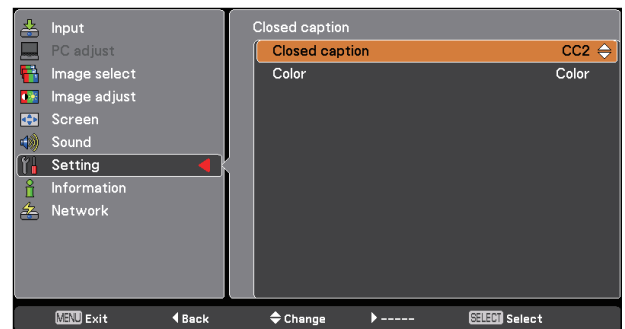 Input
PC adjust
Image select
Image adjust
Screen
Sound
Setting
Information
Network
Closed caption
Closed caption CC2
Color Color
MENU Exit Back Change ----- SELECT Select